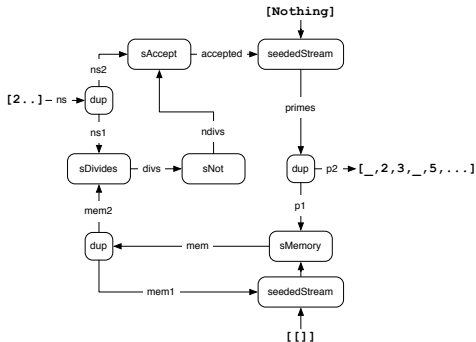 [Nothing]
sAccept
accepted
seededStream
ns2
[2..]
ns
dup
primes
ns1
ndivs
sDivides
divs
sNot
dup
p2
[_,2,3,_,5,...]
mem2
p1
dup
mem
sMemory
mem1
seededStream
[[]]